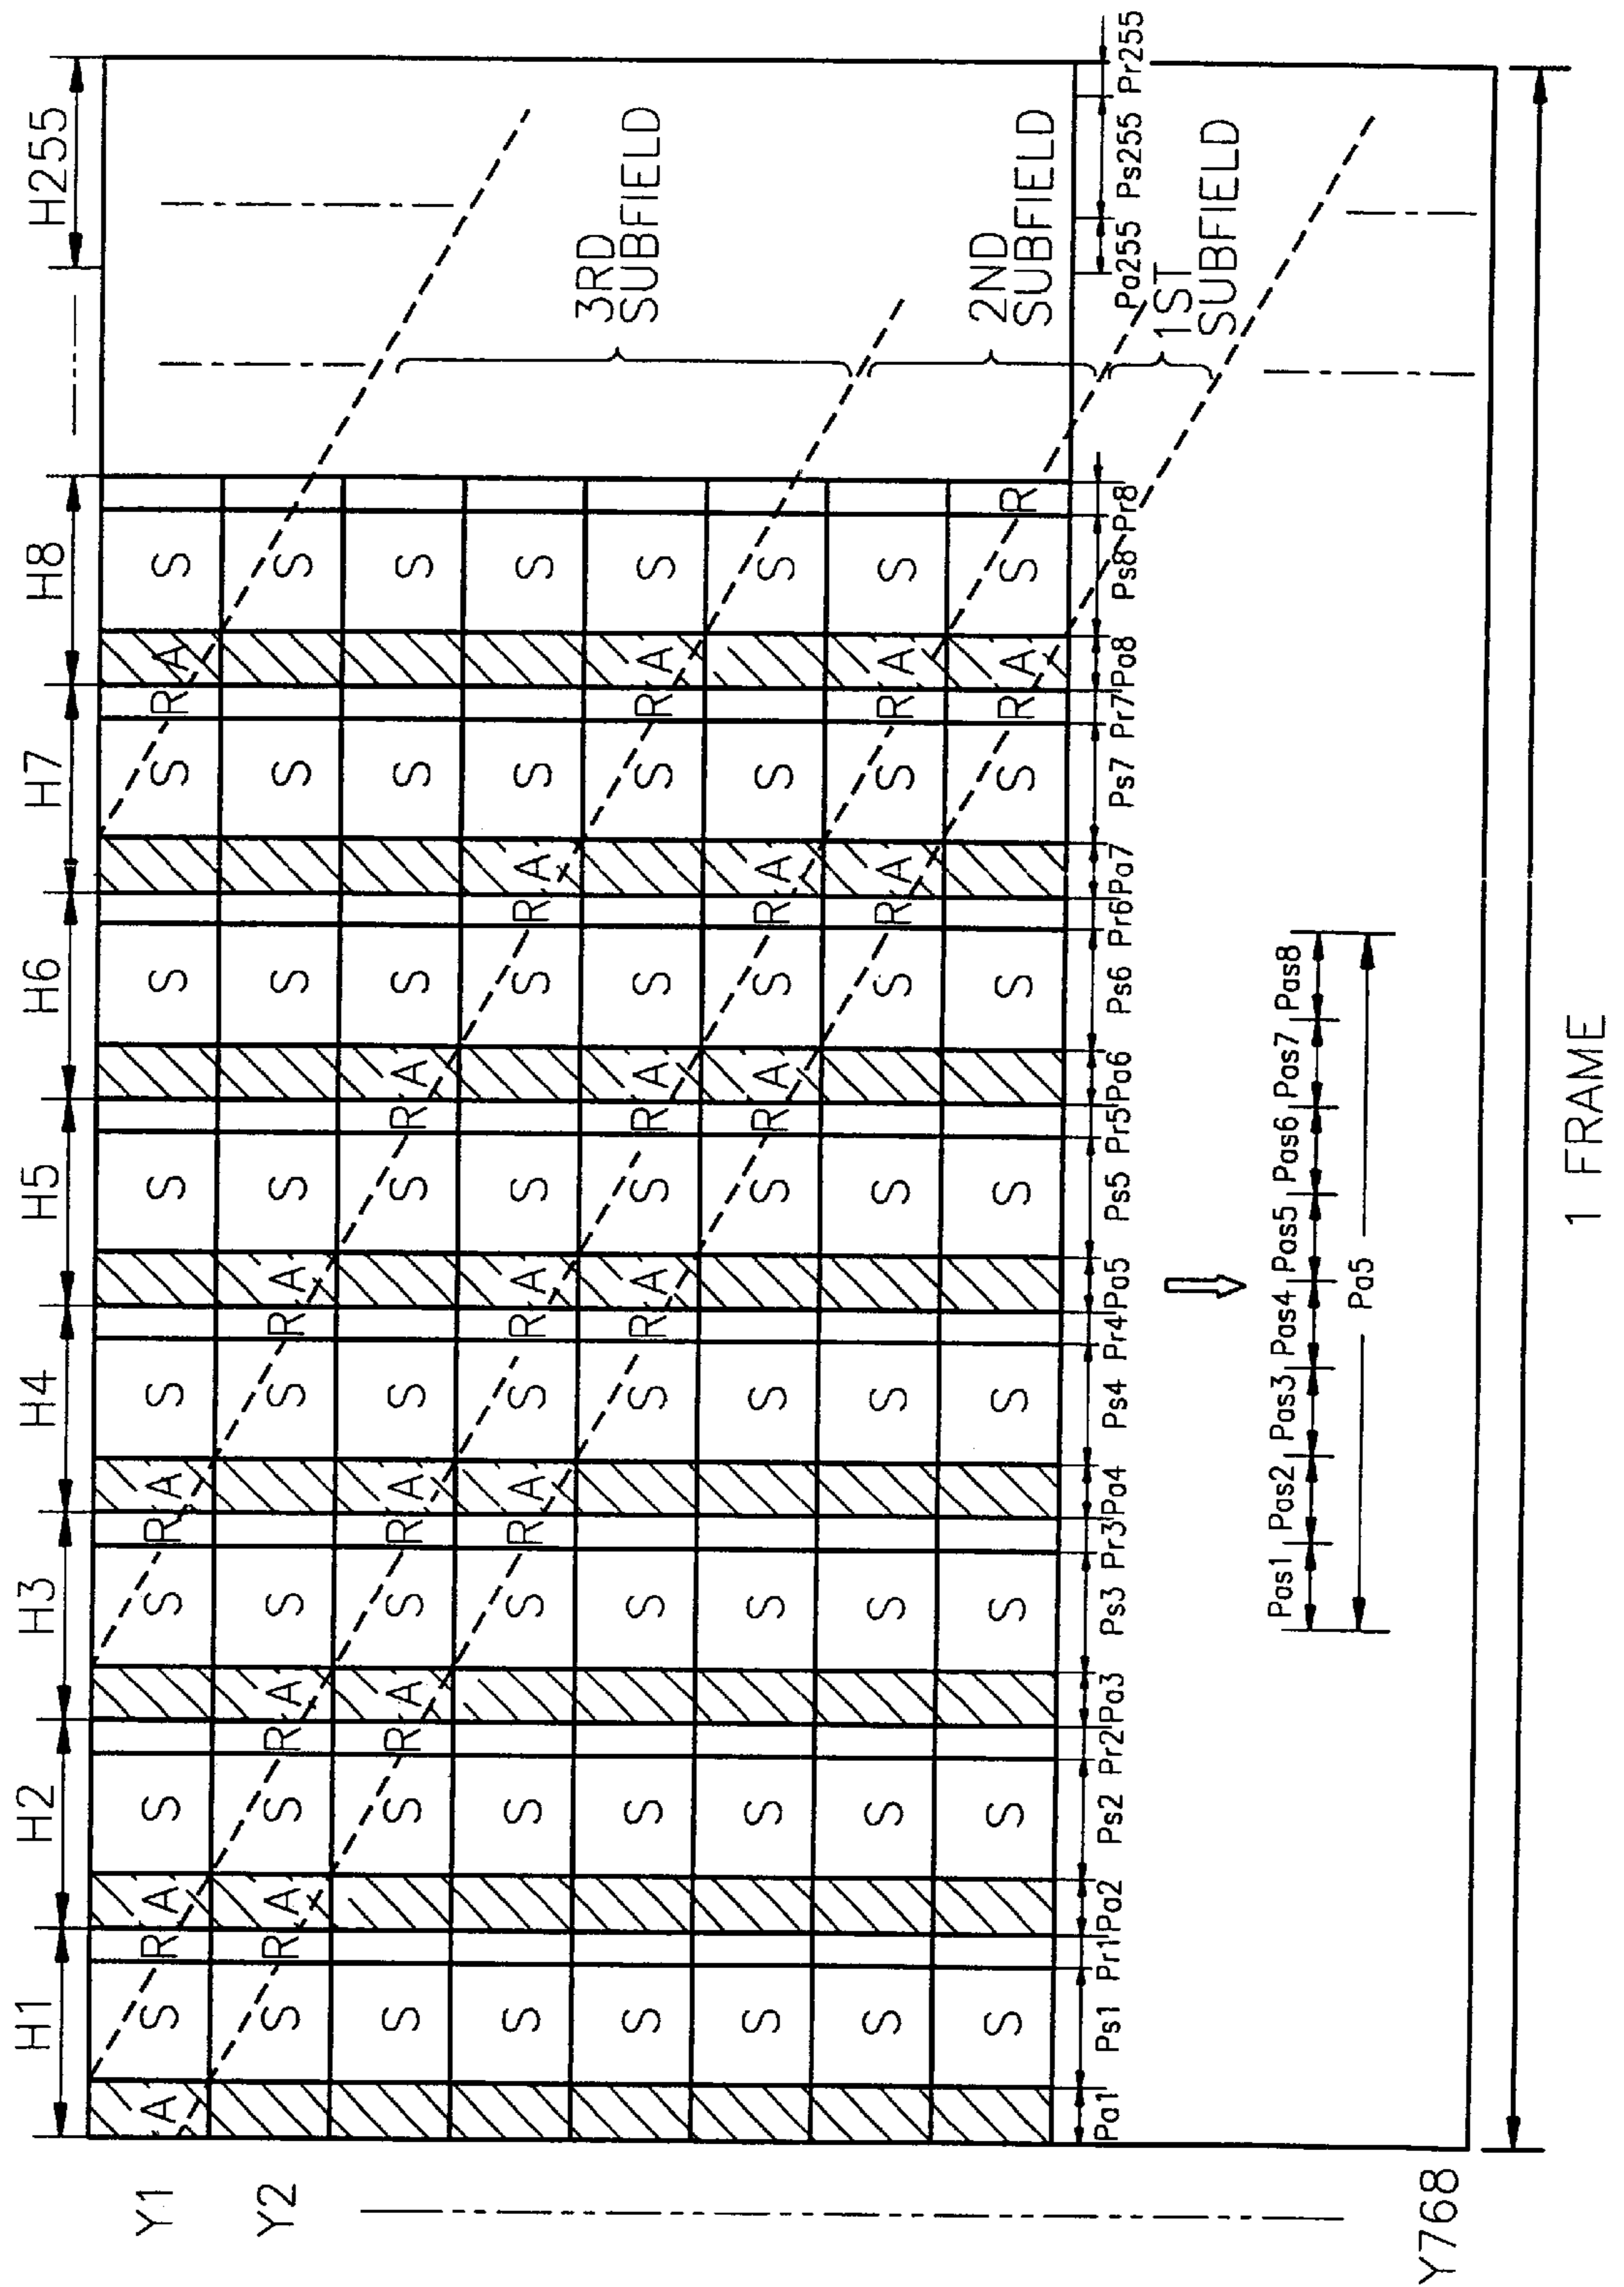 H1 H2 H3 H4 H5 H6 H7 H8 H255
Y1 A S R A S S R A S S S S R A S
Y2 S R A S R A S S R A S S S S
S S R A S R A S S R A S S S
S S S R A S R A S S R A S S
S S S S R A S R A S S R A S
S S S S S R A S R A S S
S S S S S S R A S R A S
S S S S S S S R A S R
3RD
SUBFIELD
2ND
SUBFIELD
Pa1 Ps1 Pr1 Pa2 Ps2 Pr2 Pa3 Ps3 Pr3 Pa4 Ps4 Pr4 Pa5 Ps5 Pr5 Pa6 Ps6 Pr6 Pa7 Ps7 Pr7 Pa8 Ps8 Pr8 Pa255 Ps255 Pr255
1ST
SUBFIELD
Pas1 Pas2 Pas3 Pas4 Pas5 Pas6 Pas7 Pas8
Pa5
Y768
1 FRAME